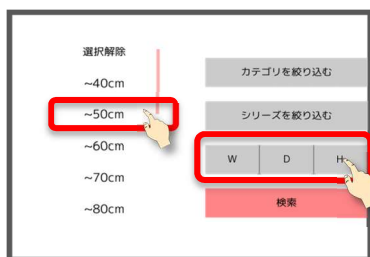 選択解除
~40cm
~50cm
~60cm
~70cm
~80cm
カテゴリを絞り込む
シリーズを絞り込む
W D H
検索